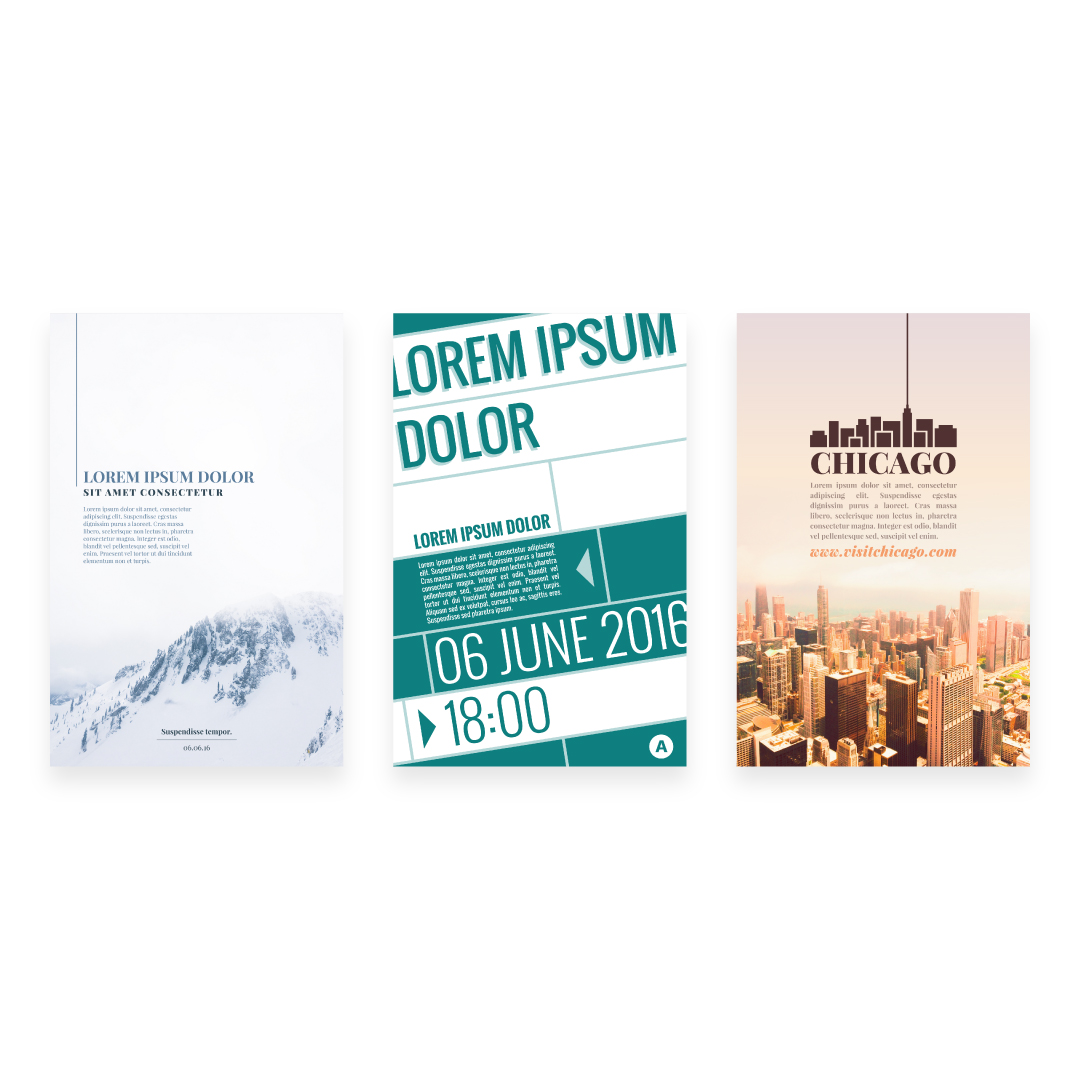 LOREM IPSUM DOLOR
SIT AMET CONSECTETUR
Lorem ipsum dolor sit amet, consectetur
adipiscing elit. Suspendisse egestas
dignissim purus a laoreet. Cras massa
libero, scelerisque non lectus in, pharetra
consectetur magna. Integer est odio,
blandit vel pellentesque sed, suscipit vel
enim. Praesent vel tortor ut dui tincidunt
elementum non et turpis.
Suspendisse tempor.
06.06.16
LOREM IPSUM
DOLOR
LOREM IPSUM DOLOR
Lorem ipsum dolor sit amet, consectetur adipiscing
elit. Suspendisse egestas dignissim purus a laoreet.
Cras massa libero, scelerisque non lectus in, pharetra
consectetur magna. Integer est odio, blandit vel
pellentesque sed, suscipit vel enim. Praesent vel
tortor ut dui tincidunt elementum non et turpis.
Aliquam sed ex volutpat, cursus leo ac, sagittis eros.
Suspendisse sed pharetra ipsum.
06 JUNE 2016
18:00
A
CHICAGO
Lorem ipsum dolor sit amet, consectetur
adipiscing elit. Suspendisse egestas
dignissim purus a laoreet. Cras massa
libero, scelerisque non lectus in, pharetra
consectetur magna. Integer est odio, blandit
vel pellentesque sed, suscipit vel enim.
www.visitchicago.com